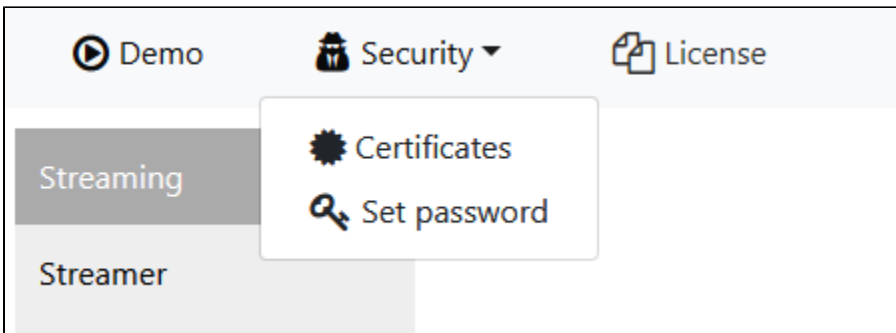 Demo Security License
Certificates
Streaming
Set password
Streamer